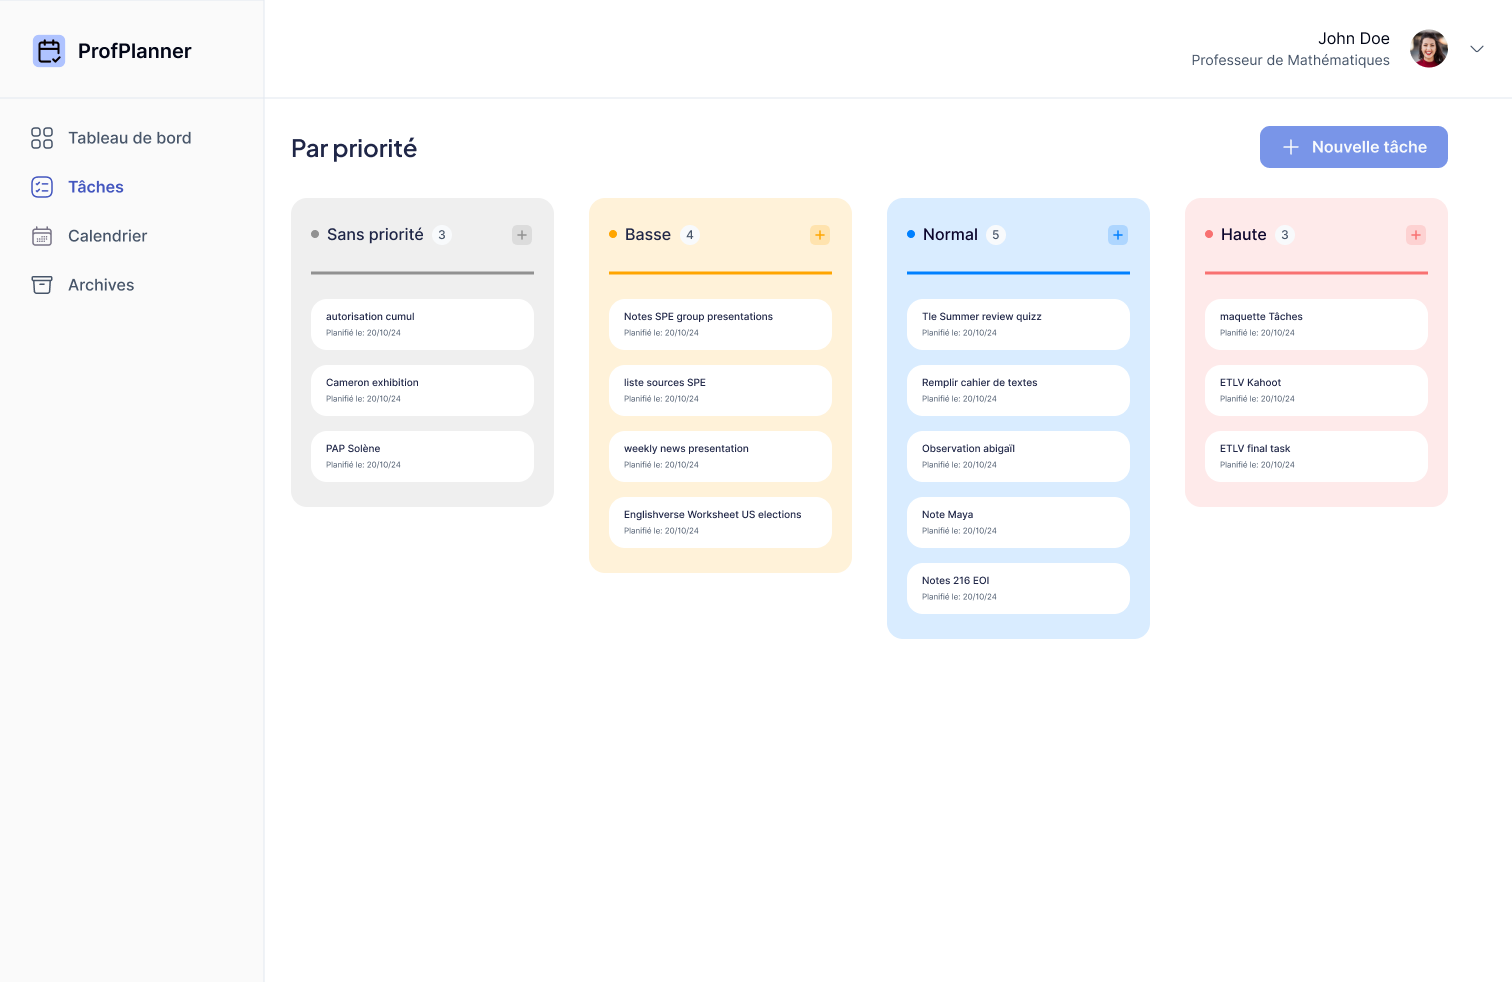 ProfPlanner
John Doe
Professeur de Mathématiques
Tableau de bord
Tâches
Calendrier
Archives
Par priorité
Nouvelle tâche
Sans priorité 3
autorisation cumul
Planifié le: 20/10/24
Cameron exhibition
Planifié le: 20/10/24
PAP Solène
Planifié le: 20/10/24
Basse 4
Notes SPE group presentations
Planifié le: 20/10/24
liste sources SPE
Planifié le: 20/10/24
weekly news presentation
Planifié le: 20/10/24
Englishverse Worksheet US elections
Planifié le: 20/10/24
Normal 5
Tle Summer review quizz
Planifié le: 20/10/24
Remplir cahier de textes
Planifié le: 20/10/24
Observation abigaïl
Planifié le: 20/10/24
Note Maya
Planifié le: 20/10/24
Notes 216 EOI
Planifié le: 20/10/24
Haute 3
maquette Tâches
Planifié le: 20/10/24
ETLV Kahoot
Planifié le: 20/10/24
ETLV final task
Planifié le: 20/10/24